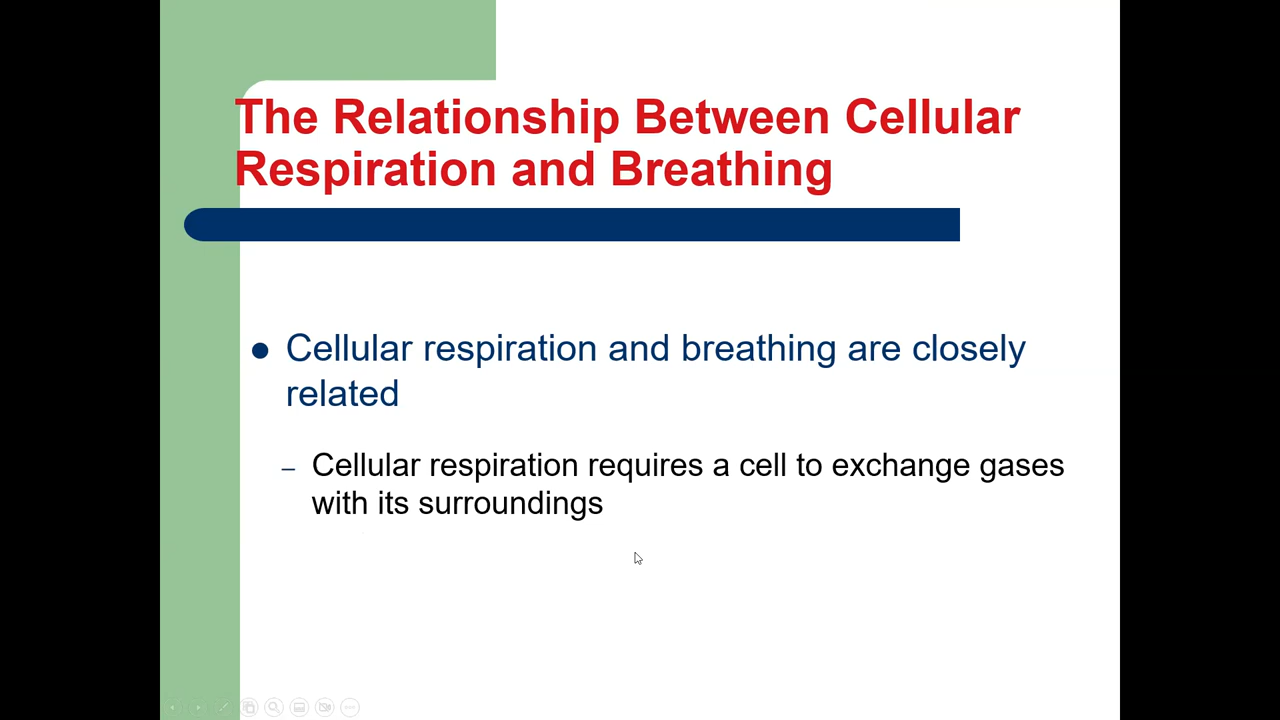 The Relationship Between Cellular
Respiration and Breathing
● Cellular respiration and breathing are closely
related
– Cellular respiration requires a cell to exchange gases
with its surroundings